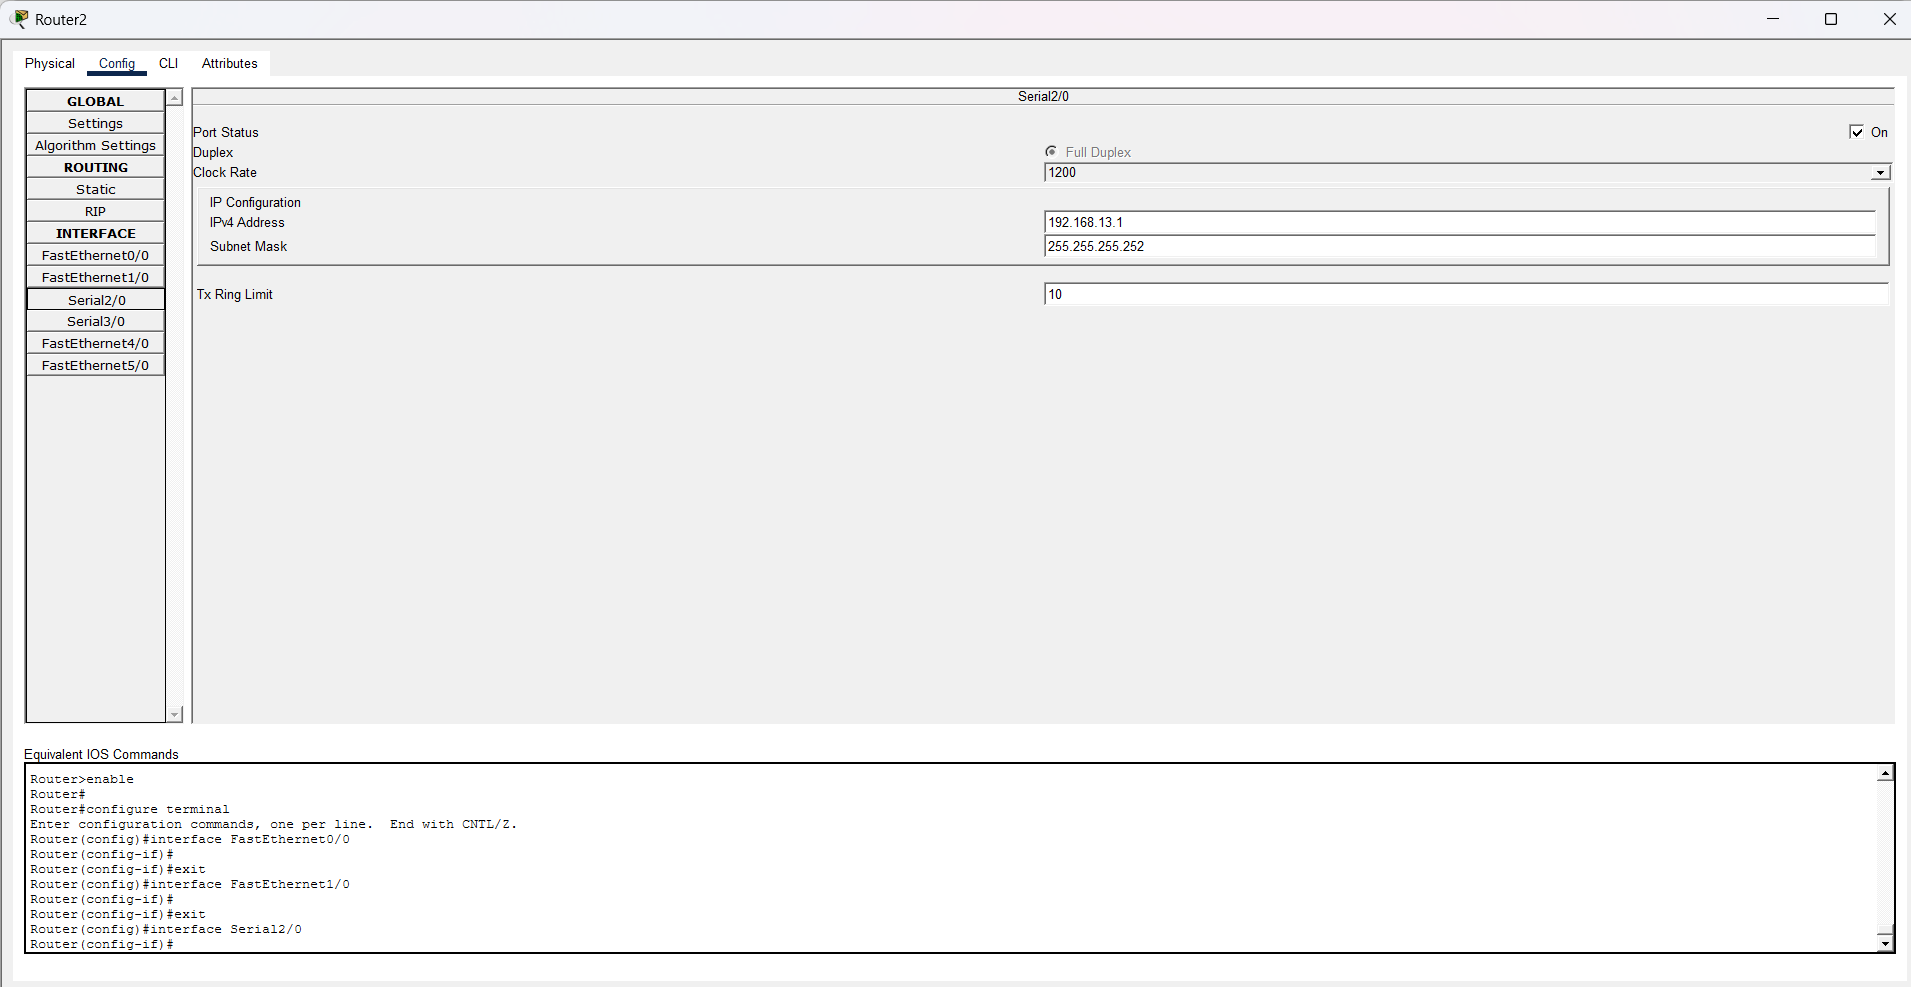 Router2
Physical Config CLI Attributes
GLOBAL
Settings
Algorithm Settings
ROUTING
Static
RIP
INTERFACE
FastEthernet0/0
FastEthernet1/0
Serial2/0
Serial3/0
FastEthernet4/0
FastEthernet5/0
Serial2/0
Port Status On
Duplex Full Duplex
Clock Rate 1200
IP Configuration
IPv4 Address 192.168.13.1
Subnet Mask 255.255.255.252
Tx Ring Limit 10
Equivalent IOS Commands
Router>enable
Router#
Router#configure terminal
Enter configuration commands, one per line.  End with CNTL/Z.
Router(config)#interface FastEthernet0/0
Router(config-if)#
Router(config-if)#exit
Router(config)#interface FastEthernet1/0
Router(config-if)#
Router(config-if)#exit
Router(config)#interface Serial2/0
Router(config-if)#